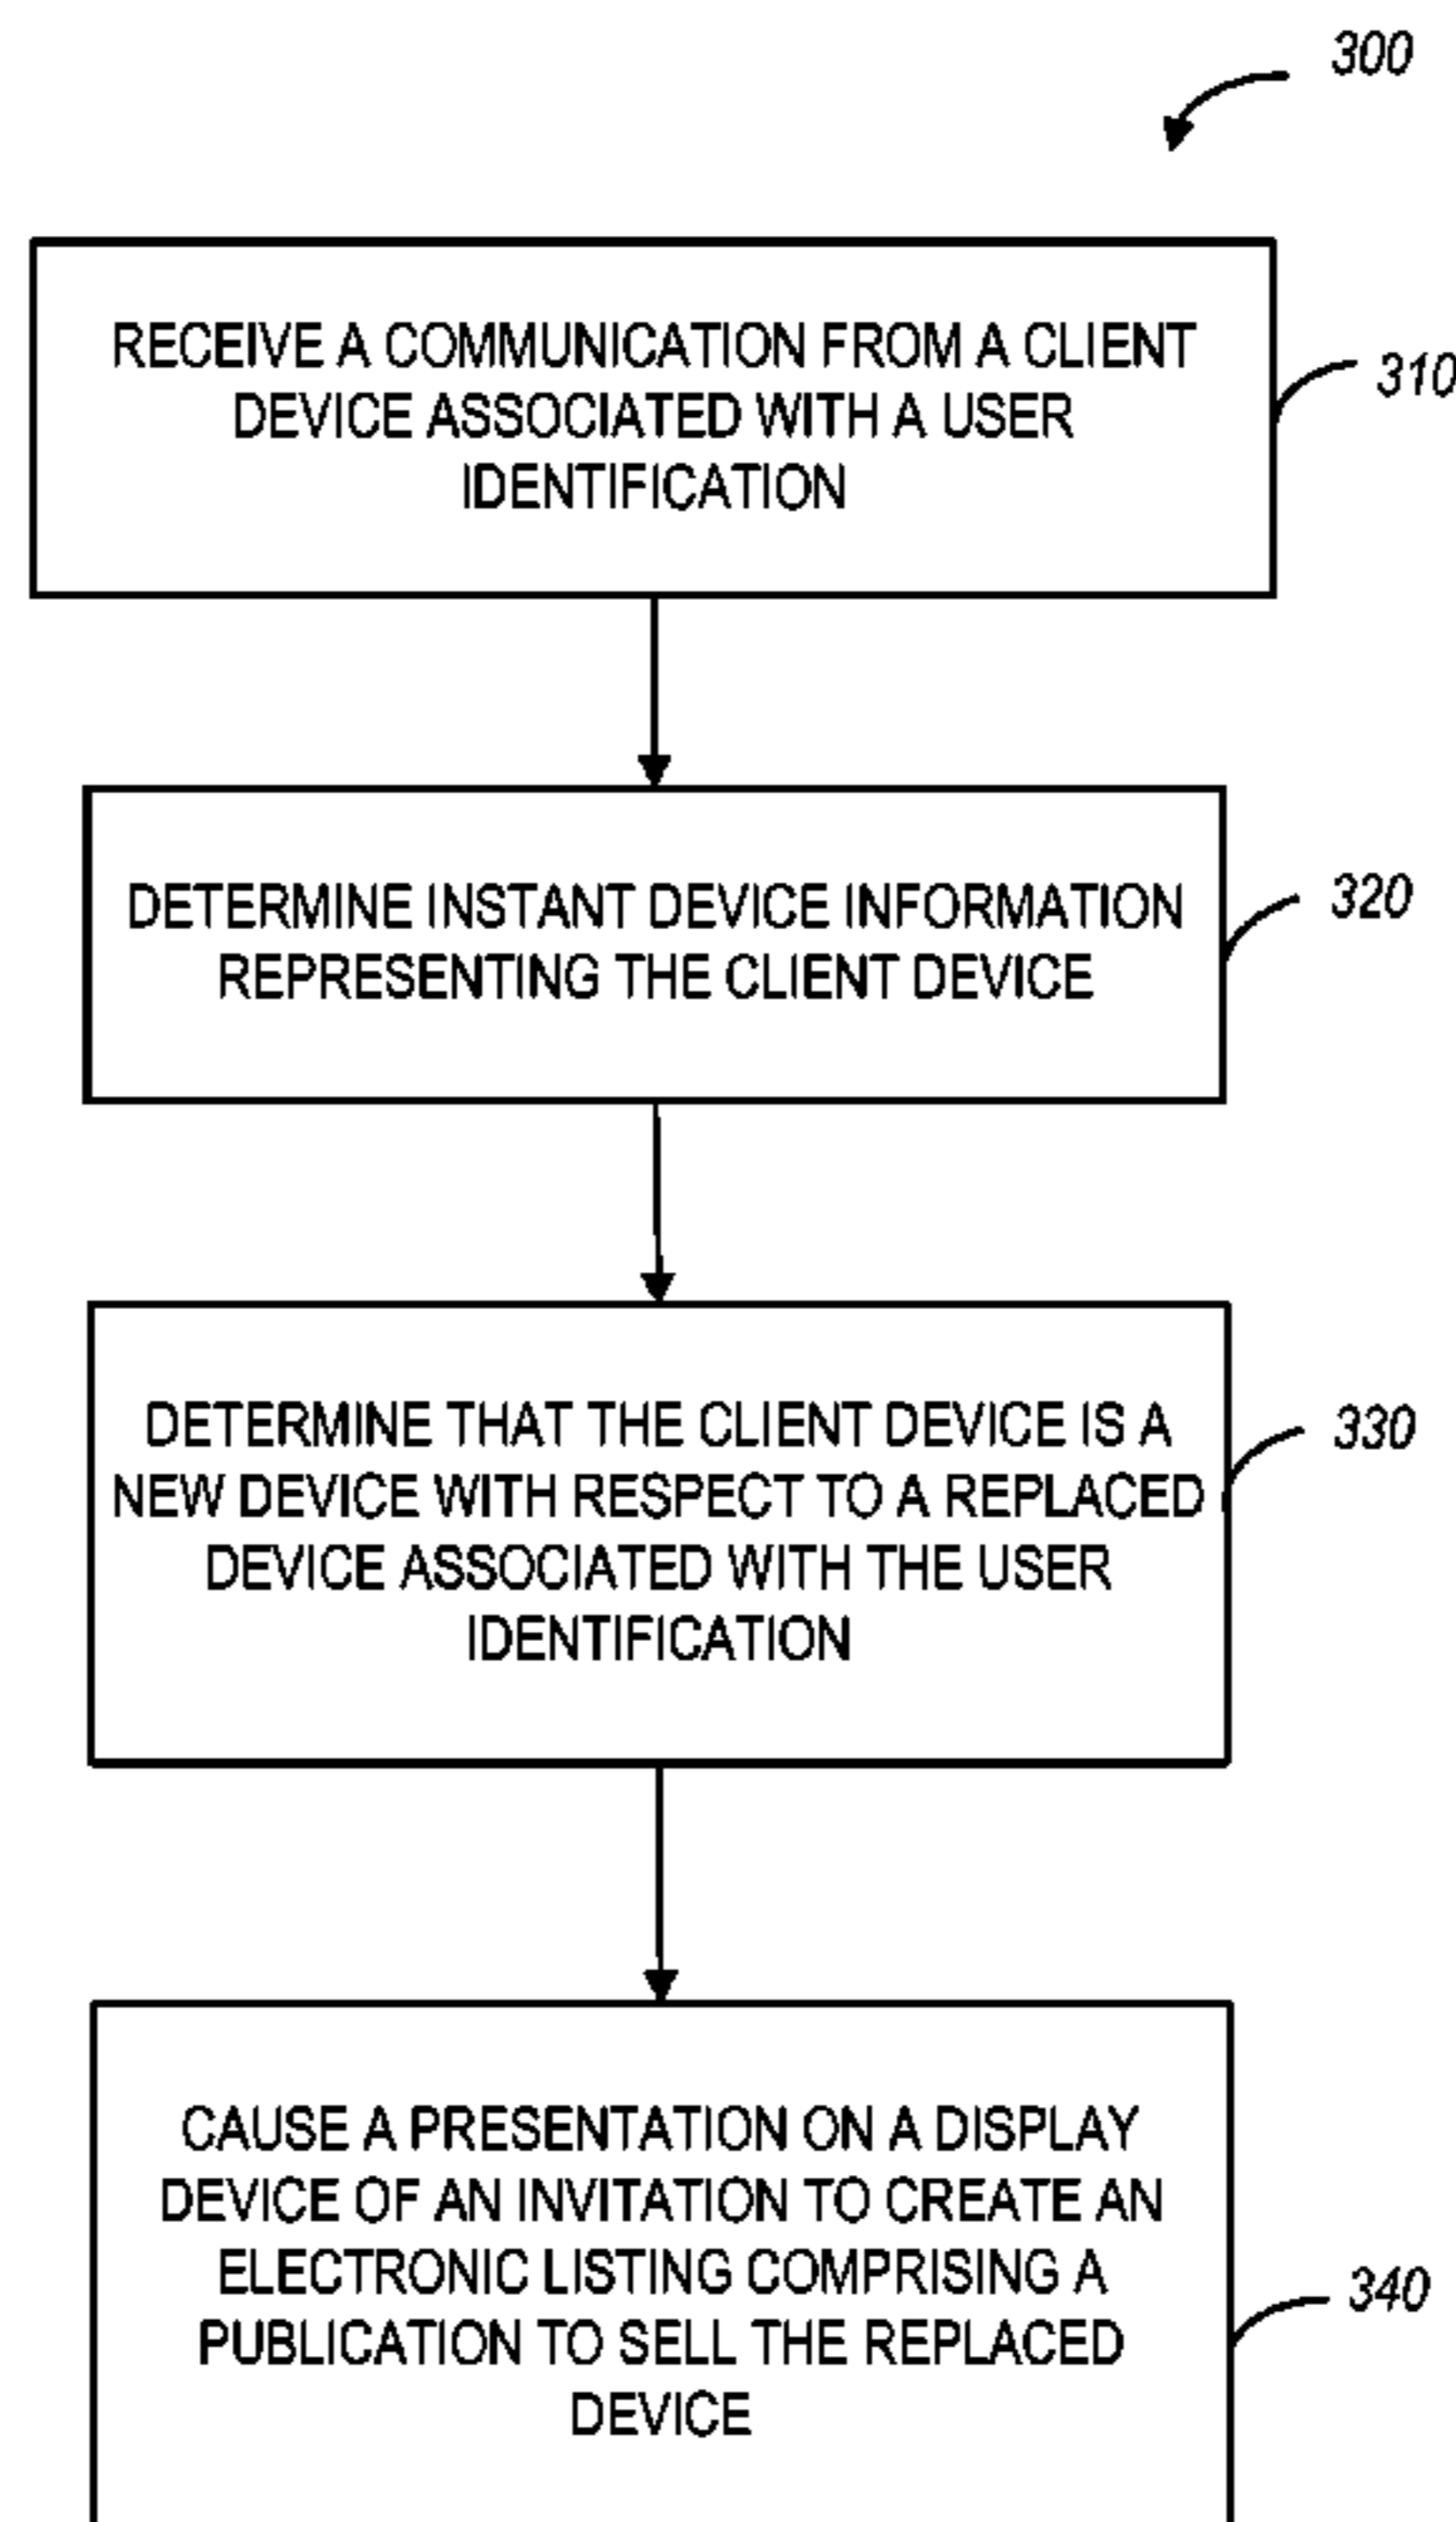 300
RECEIVE A COMMUNICATION FROM A CLIENT
DEVICE ASSOCIATED WITH A USER
IDENTIFICATION
310
DETERMINE INSTANT DEVICE INFORMATION
REPRESENTING THE CLIENT DEVICE
320
DETERMINE THAT THE CLIENT DEVICE IS A
NEW DEVICE WITH RESPECT TO A REPLACED
DEVICE ASSOCIATED WITH THE USER
IDENTIFICATION
330
CAUSE A PRESENTATION ON A DISPLAY
DEVICE OF AN INVITATION TO CREATE AN
ELECTRONIC LISTING COMPRISING A
PUBLICATION TO SELL THE REPLACED
DEVICE
340